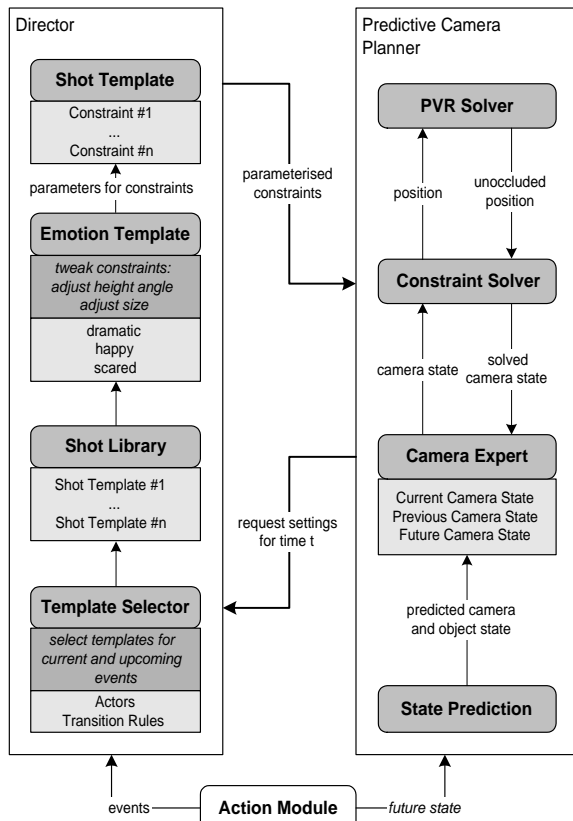 Director
Shot Template
Constraint #1
...
Constraint #n
parameters for constraints
Emotion Template
tweak constraints:
adjust height angle
adjust size
dramatic
happy
scared
Shot Library
Shot Template #1
...
Shot Template #n
Template Selector
select templates for
current and upcoming
events
Actors
Transition Rules
parameterised
constraints
request settings
for time t
Predictive Camera
Planner
PVR Solver
position
unoccluded
position
Constraint Solver
camera state
solved
camera state
Camera Expert
Current Camera State
Previous Camera State
Future Camera State
predicted camera
and object state
State Prediction
events
Action Module
future state